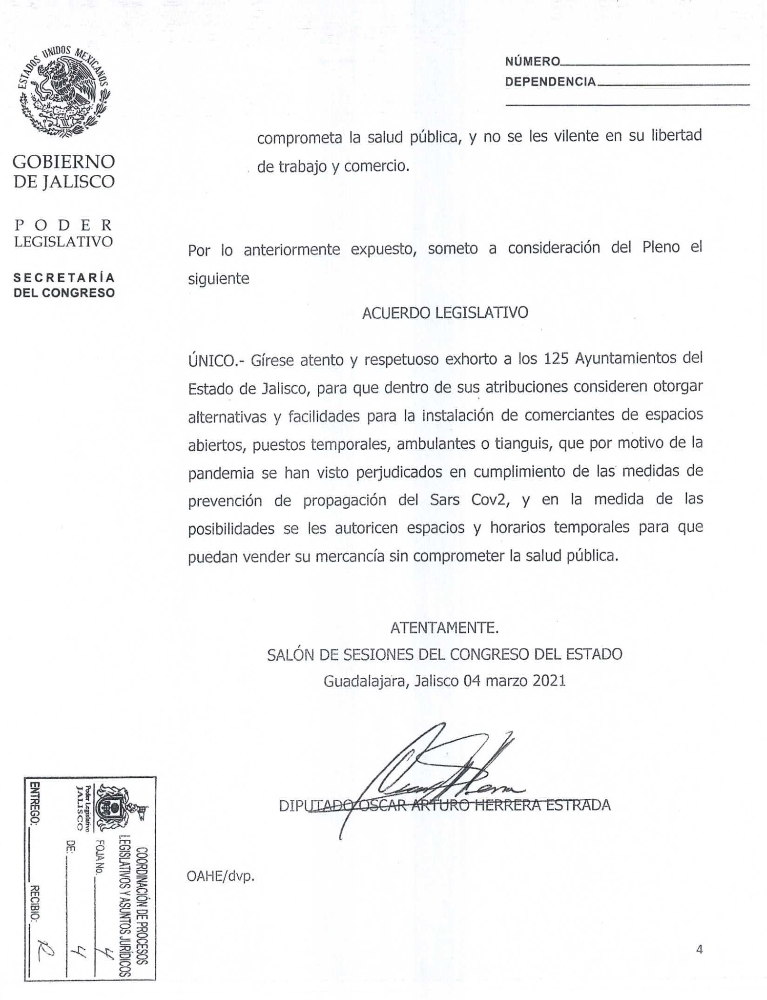 ESTADOS UNIDOS MEXICANOS
GOBIERNO
DE JALISCO
PODER
LEGISLATIVO
SECRETARÍA
DEL CONGRESO
NÚMERO
DEPENDENCIA
comprometa la salud pública, y no se les vilente en su libertad
de trabajo y comercio.
Por lo anteriormente expuesto, someto a consideración del Pleno el
siguiente
ACUERDO LEGISLATIVO
ÚNICO.- Gírese atento y respetuoso exhorto a los 125 Ayuntamientos del
Estado de Jalisco, para que dentro de sus atribuciones consideren otorgar
alternativas y facilidades para la instalación de comerciantes de espacios
abiertos, puestos temporales, ambulantes o tianguis, que por motivo de la
pandemia se han visto perjudicados en cumplimiento de las medidas de
prevención de propagación del Sars Cov2, y en la medida de las
posibilidades se les autoricen espacios y horarios temporales para que
puedan vender su mercancía sin comprometer la salud pública.
ATENTAMENTE.
SALÓN DE SESIONES DEL CONGRESO DEL ESTADO
Guadalajara, Jalisco 04 marzo 2021
DIPUTADO OSCAR ARTURO HERRERA ESTRADA
OAHE/dvp.
COORDINACIÓN DE PROCESOS
LEGISLATIVOS Y ASUNTOS JURÍDICOS
Poder Legislativo
JALISCO
FOJA No. 4
DE: 4
ENTREGO: RECIBIO: R
4